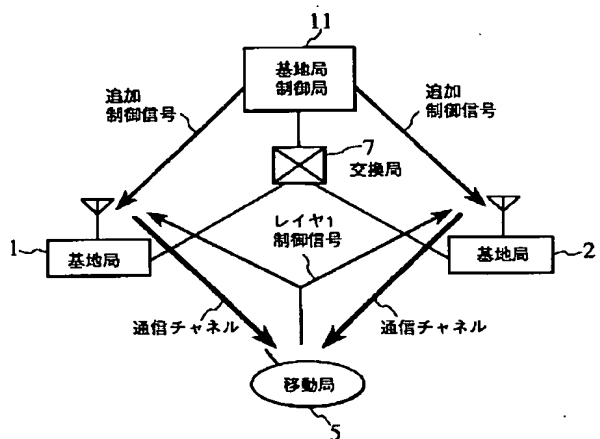 11
基地局
制御局
追加
制御信号
追加
制御信号
7
交換局
レイヤ1
制御信号
1
基地局
基地局
2
通信チャネル
通信チャネル
移動局
5